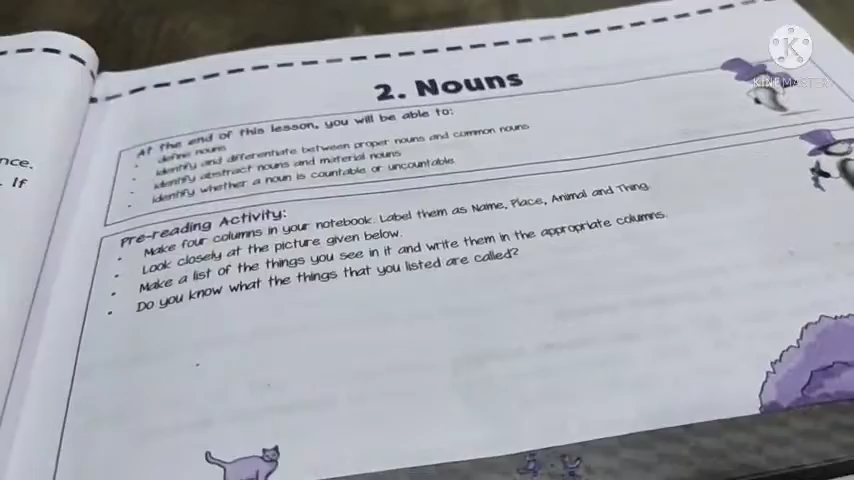 nce.
If
2. Nouns
At the end of this lesson, you will be able to:
define nouns
identify and differentiate between proper nouns and common nouns
identify abstract nouns and material nouns
identify whether a noun is countable or uncountable
Pre-reading Activity:
Make four columns in your notebook. Label them as Name, Place, Animal and Thing.
Look closely at the picture given below.
Make a list of the things you see in it and write them in the appropriate columns.
Do you know what the things that you listed are called?
K
KINEMASTER